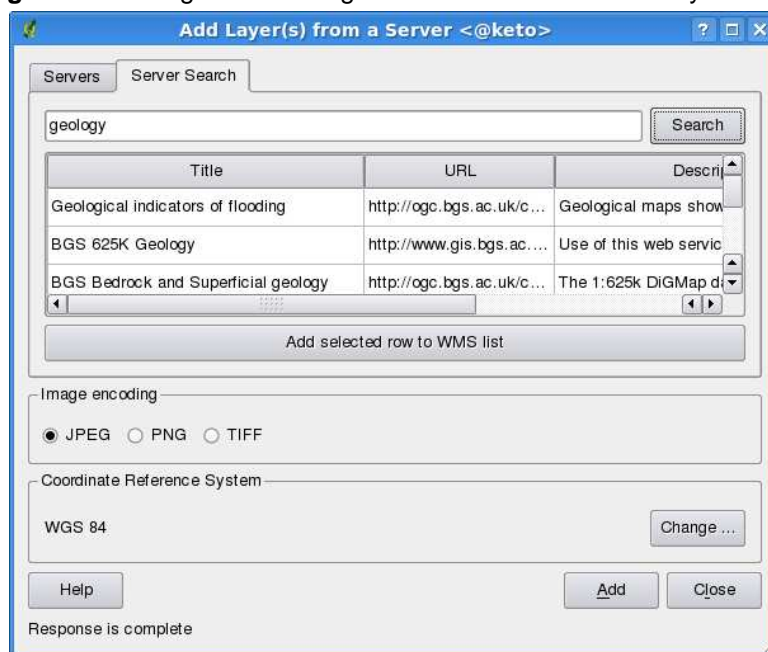 Add Layer(s) from a Server <@keto>
Servers Server Search
geology Search
Title URL Descrip
Geological indicators of flooding http://ogc.bgs.ac.uk/c... Geological maps show
BGS 625K Geology http://www.gis.bgs.ac.... Use of this web servic
BGS Bedrock and Superficial geology http://ogc.bgs.ac.uk/c... The 1:625k DiGMap da
Add selected row to WMS list
Image encoding
JPEG PNG TIFF
Coordinate Reference System
WGS 84 Change ...
Help Add Close
Response is complete